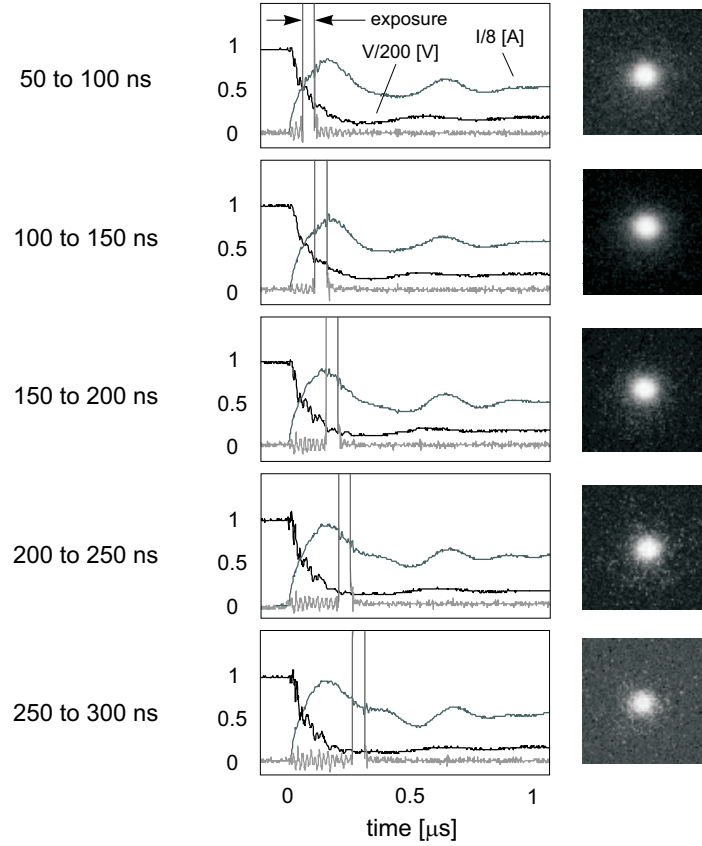 exposure
V/200 [V]
I/8 [A]
50 to 100 ns
1
0.5
0
100 to 150 ns
1
0.5
0
150 to 200 ns
1
0.5
0
200 to 250 ns
1
0.5
0
250 to 300 ns
1
0.5
0
0 0.5 1
time [μs]